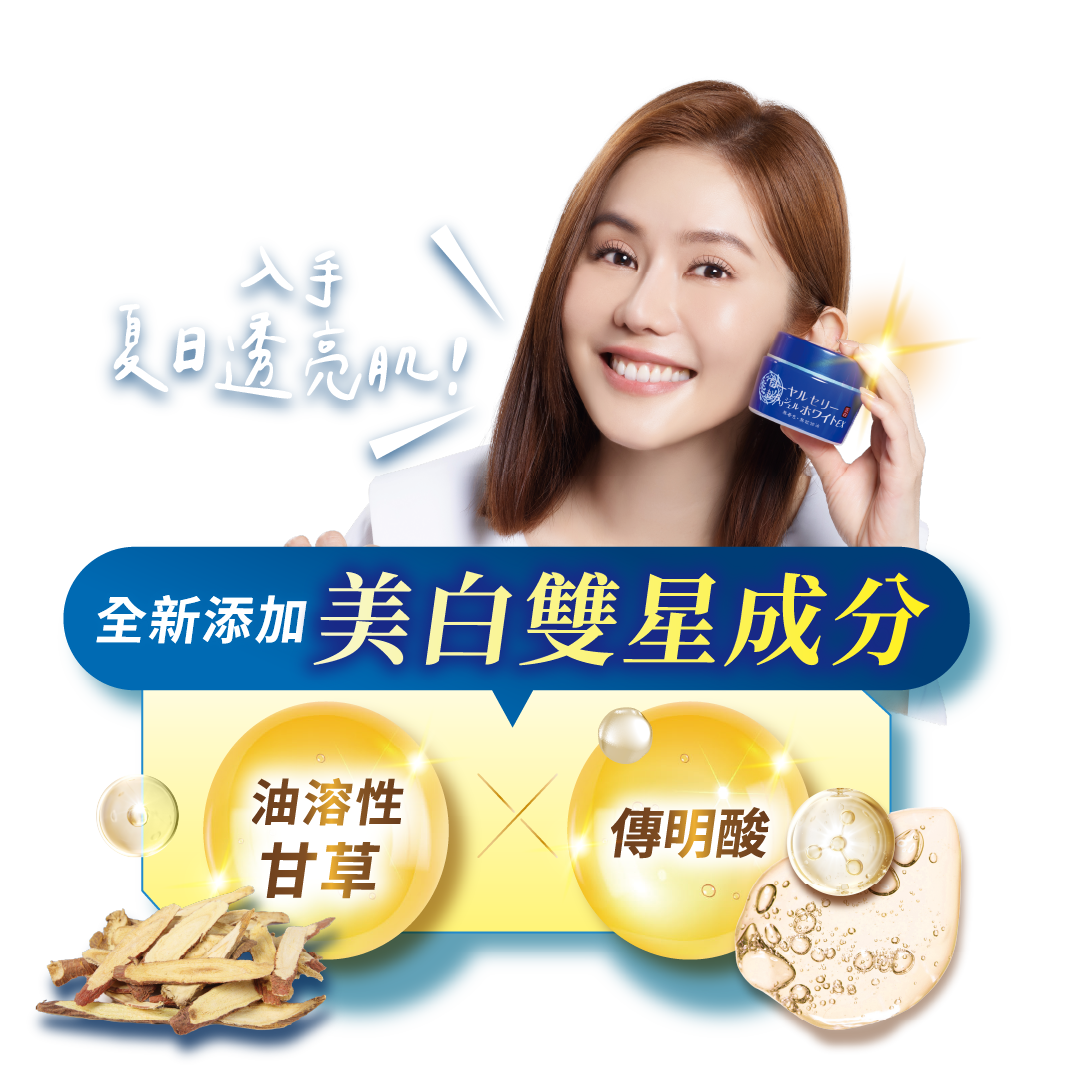 入手
夏日透亮肌!
ーヤルセリー
ジェルホワイトEX
全新添加美白雙星成分
油溶性
甘草
傳明酸